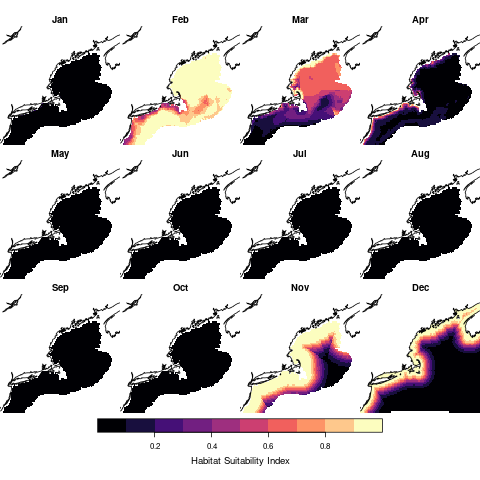 Jan Feb Mar Apr
May Jun Jul Aug
Sep Oct Nov Dec
0.2 0.4 0.6 0.8
Habitat Suitability Index